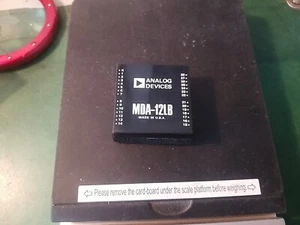 ANALOG
DEVICES
MDA-12LB
MADE IN U.S.A.
Please remove the card-board under the scale platform before weighing.